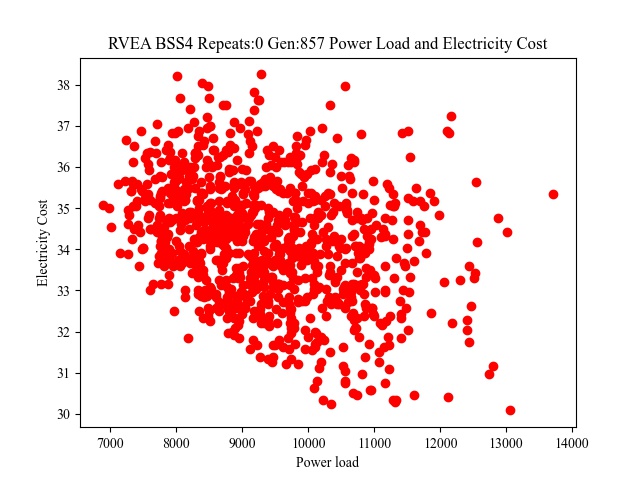 RVEA BSS4 Repeats:0 Gen:857 Power Load and Electricity Cost
38
37
36
35
34
33
32
31
30
Electricity Cost
7000 8000 9000 10000 11000 12000 13000 14000
Power load